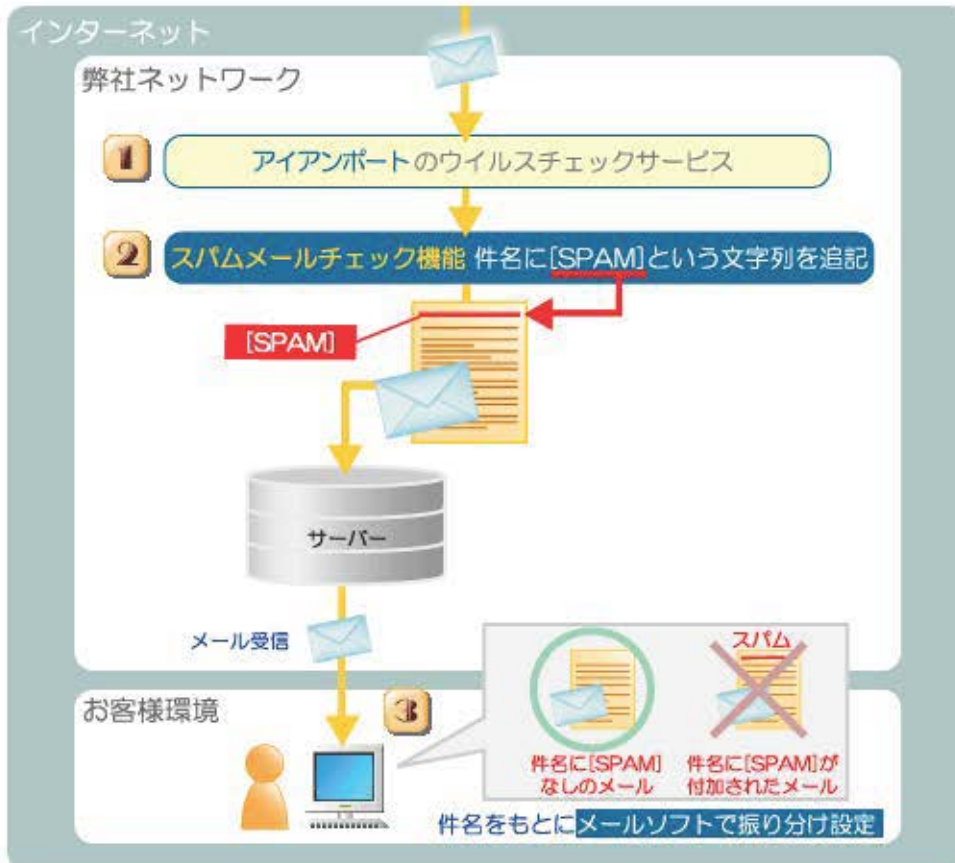 インターネット
弊社ネットワーク
1
アイアンポートのウイルスチェックサービス
2
スパムメールチェック機能 件名に[SPAM]という文字列を追記
[SPAM]
サーバー
メール受信
お客様環境
3
スパム
件名に[SPAM]
なしのメール
件名に[SPAM]が
付加されたメール
件名をもとにメールソフトで振り分け設定